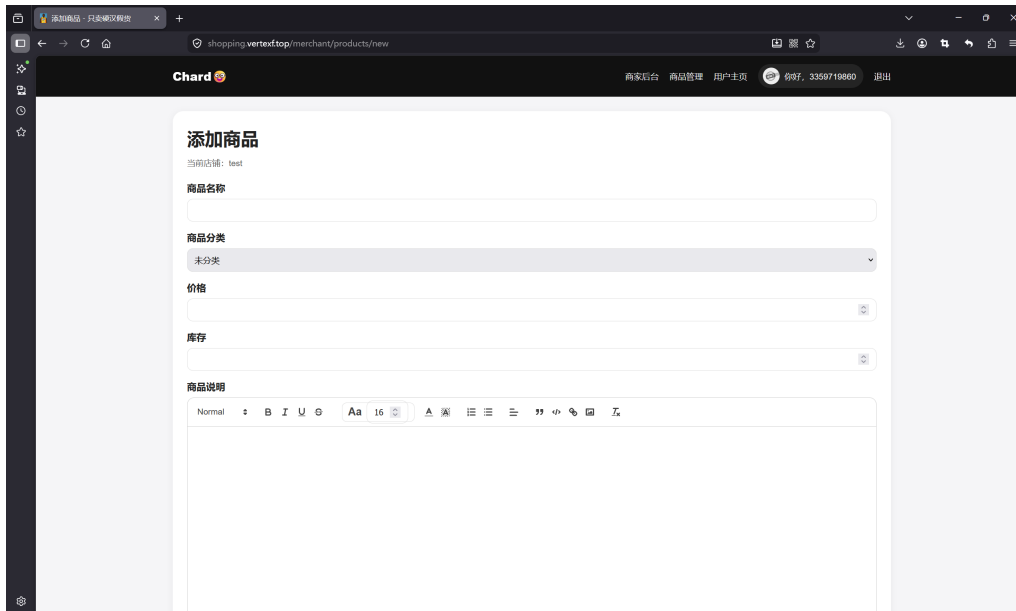 添加商品 - 只卖硬汉假货
shopping.vertexf.top/merchant/products/new
Chard
商家后台 商品管理 用户主页 你好，3359719860 退出
添加商品
当前店铺：test
商品名称
商品分类
未分类
价格
库存
商品说明
Normal B I U S Aa 16 A A